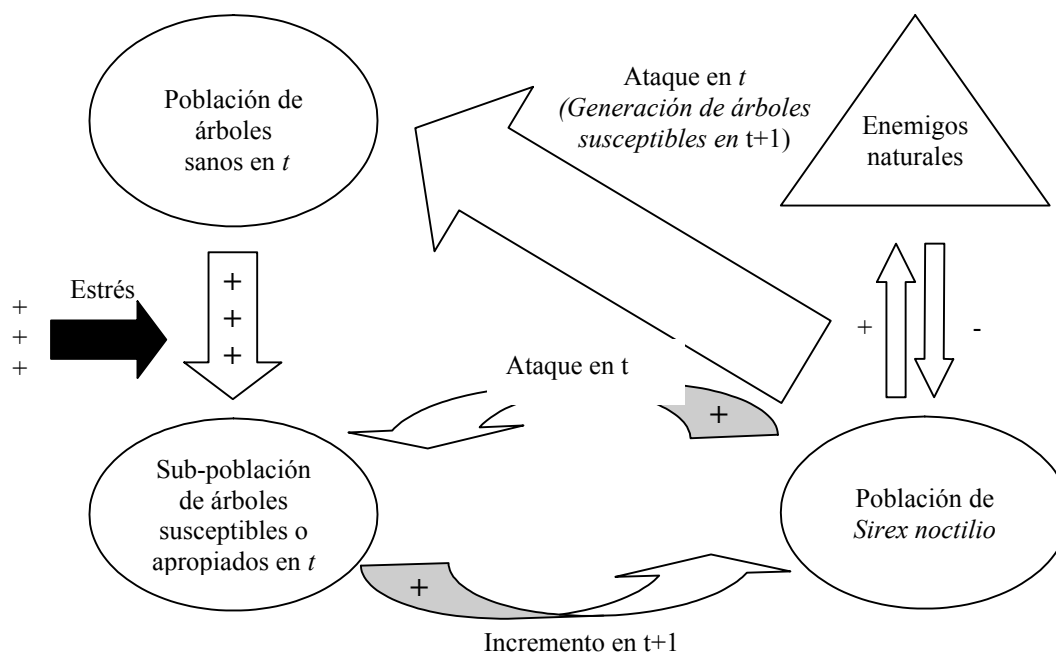 Población de
árboles
sanos en t
Ataque en t
(Generación de árboles
susceptibles en t+1)
Enemigos
naturales
Estrés
+
+
+
+
+
+
+
-
Ataque en t
+
Sub-población
de árboles
susceptibles o
apropiados en t
Población de
Sirex noctilio
+
Incremento en t+1